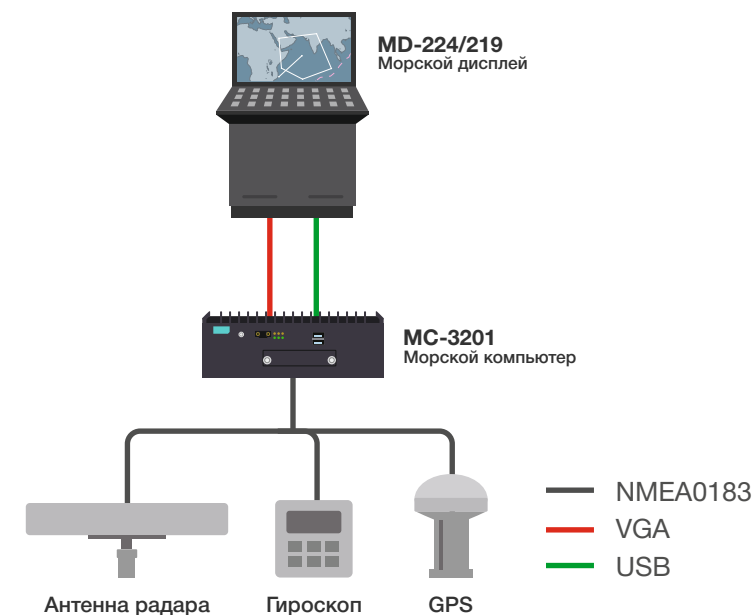 MD-224/219
Морской дисплей
MC-3201
Морской компьютер
NMEA0183
VGA
USB
Антенна радара
Гироскоп
GPS